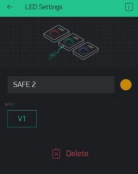 LED Settings
SAFE 2
INPUT
V1
Delete